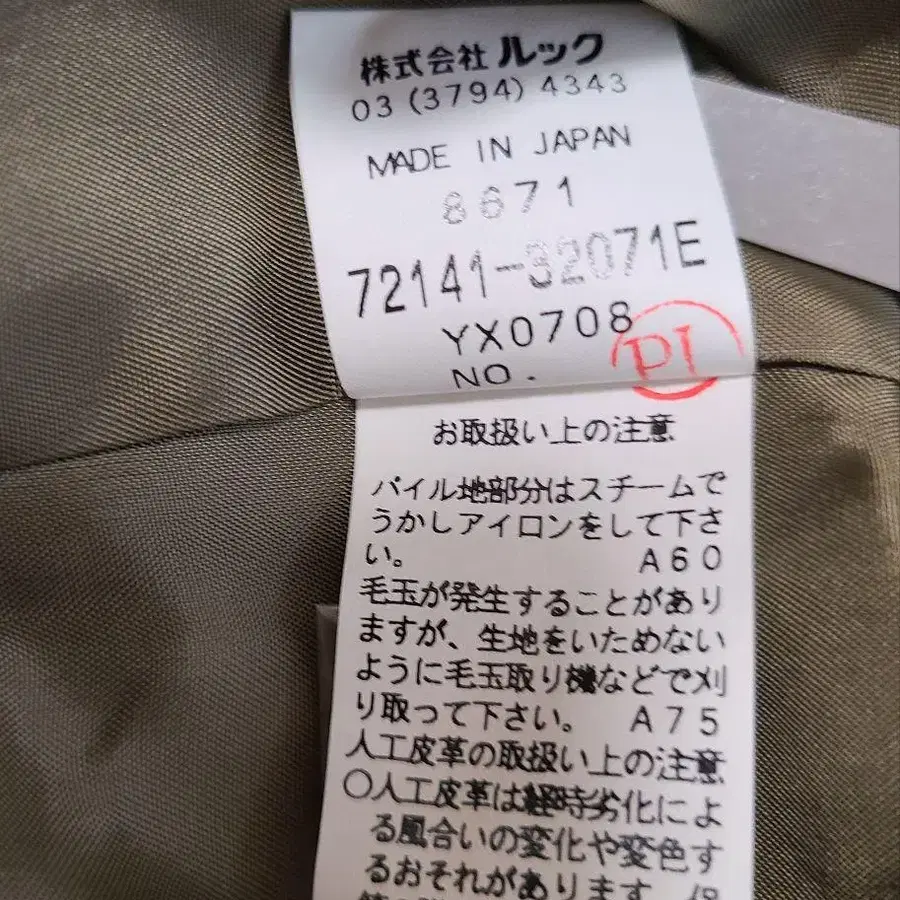 株式会社 ルック
03 (3794) 4343
MADE IN JAPAN
8671
72141-32071E
YX0708
PI
NO.
お取扱い上の注意
パイル地部分はスチームで
うかしアイロンをして下さ
い。 A60
毛玉が発生することがあり
ますが、生地をいためない
ように毛玉取り機などで刈
り取って下さい。 A75
人工皮革の取扱い上の注意
○人工皮革は経時劣化によ
る風合いの変化や変色す
るおそれがあります